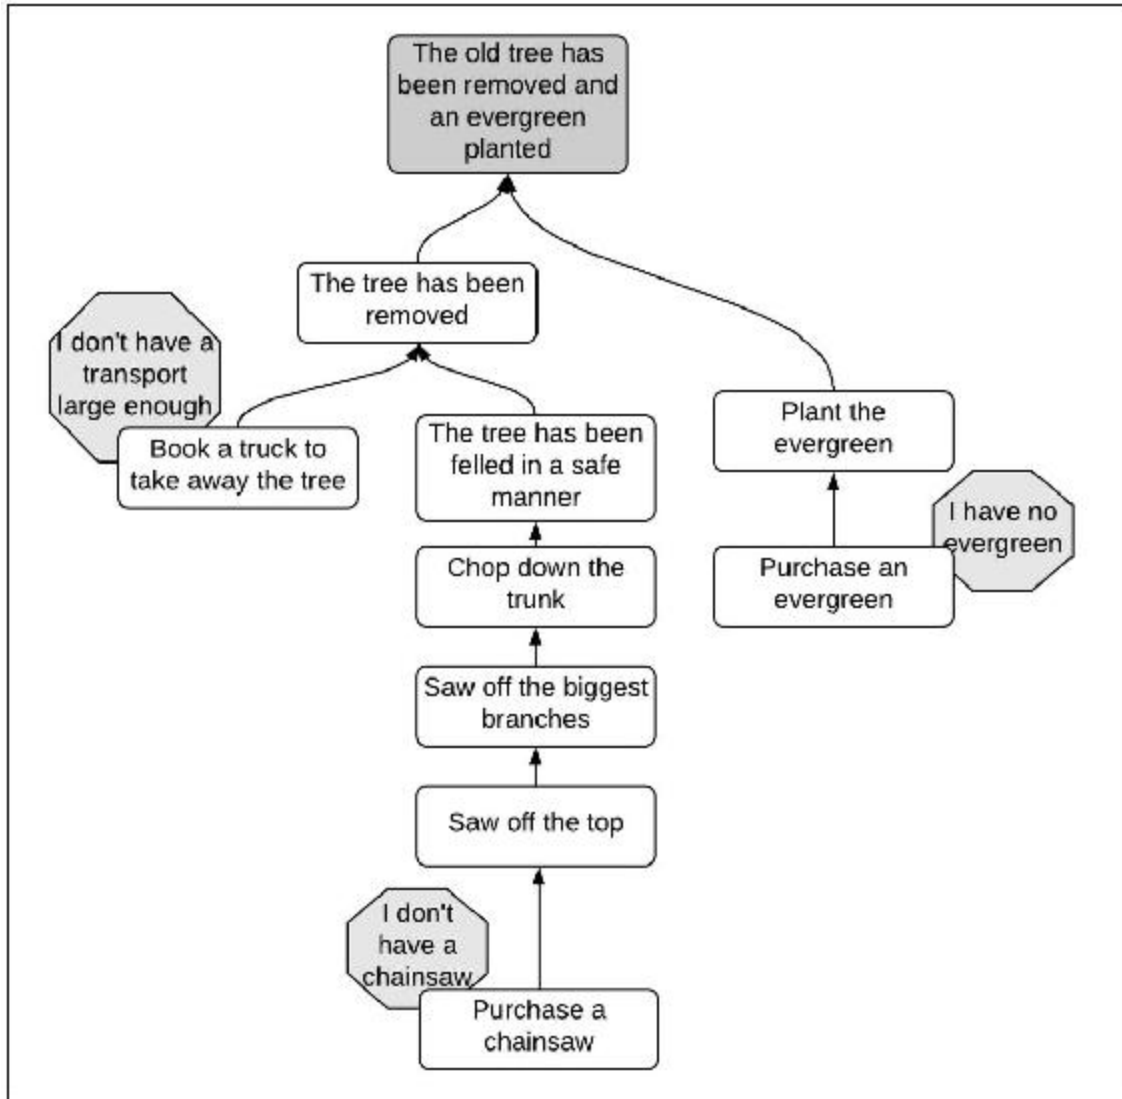 The old tree has
been removed and
an evergreen
planted
The tree has been
removed
I don't have a
transport
large enough
Book a truck to
take away the tree
The tree has been
felled in a safe
manner
Plant the
evergreen
I have no
evergreen
Purchase an
evergreen
Chop down the
trunk
Saw off the biggest
branches
Saw off the top
I don't
have a
chainsaw
Purchase a
chainsaw